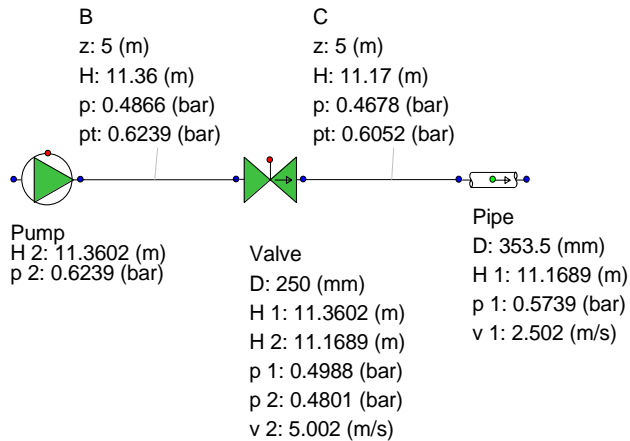 B
z: 5 (m)
H: 11.36 (m)
p: 0.4866 (bar)
pt: 0.6239 (bar)
C
z: 5 (m)
H: 11.17 (m)
p: 0.4678 (bar)
pt: 0.6052 (bar)
Pump
H 2: 11.3602 (m)
p 2: 0.6239 (bar)
Valve
D: 250 (mm)
H 1: 11.3602 (m)
H 2: 11.1689 (m)
p 1: 0.4988 (bar)
p 2: 0.4801 (bar)
v 2: 5.002 (m/s)
Pipe
D: 353.5 (mm)
H 1: 11.1689 (m)
p 1: 0.5739 (bar)
v 1: 2.502 (m/s)